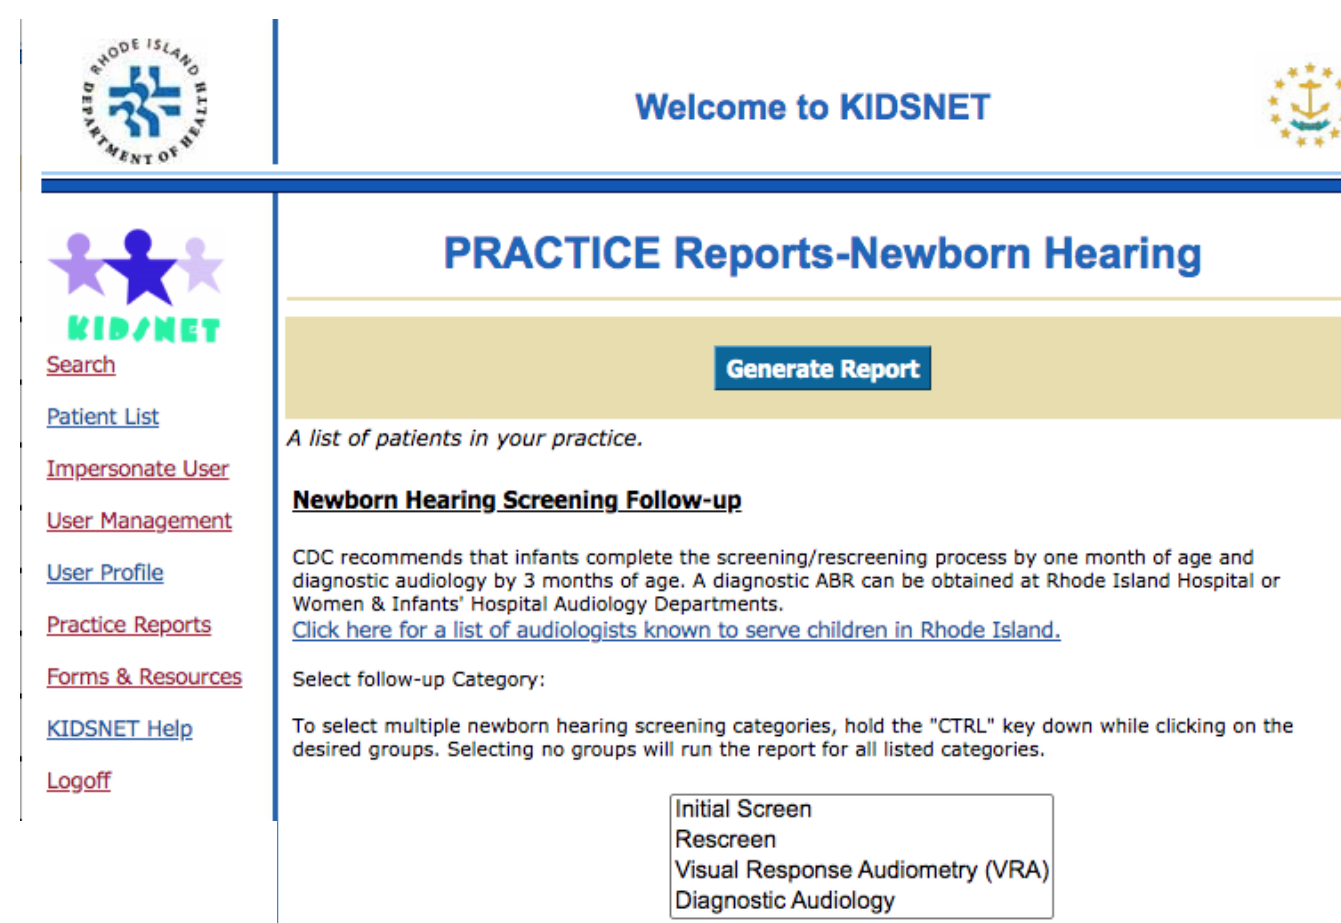 RHODE ISLAND
DEPARTMENT OF HEALTH
Welcome to KIDSNET
KIDSNET
Search
Patient List
Impersonate User
User Management
User Profile
Practice Reports
Forms & Resources
KIDSNET Help
Logoff
PRACTICE Reports-Newborn Hearing
Generate Report
A list of patients in your practice.
Newborn Hearing Screening Follow-up
CDC recommends that infants complete the screening/rescreening process by one month of age and
diagnostic audiology by 3 months of age. A diagnostic ABR can be obtained at Rhode Island Hospital or
Women & Infants' Hospital Audiology Departments.
Click here for a list of audiologists known to serve children in Rhode Island.
Select follow-up Category:
To select multiple newborn hearing screening categories, hold the "CTRL" key down while clicking on the
desired groups. Selecting no groups will run the report for all listed categories.
Initial Screen
Rescreen
Visual Response Audiometry (VRA)
Diagnostic Audiology